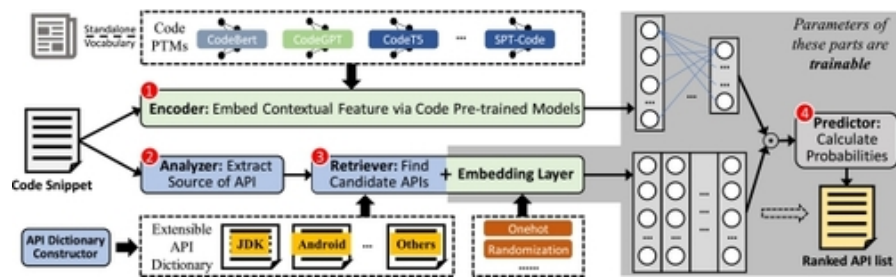 Standalone
Vocabulary
Code
PTMs
CodeBert
CodeGPT
CodeT5
...
SPT-Code
Parameters of
these parts are
trainable
1
Encoder: Embed Contextual Feature via Code Pre-trained Models
Code Snippet
2
Analyzer: Extract
Source of API
3
Retriever: Find
Candidate APIs
+ Embedding Layer
4
Predictor:
Calculate
Probabilities
API Dictionary
Constructor
Extensible
API
Dictionary
JDK
Android
...
Others
Onehot
Randomization
......
Ranked API list